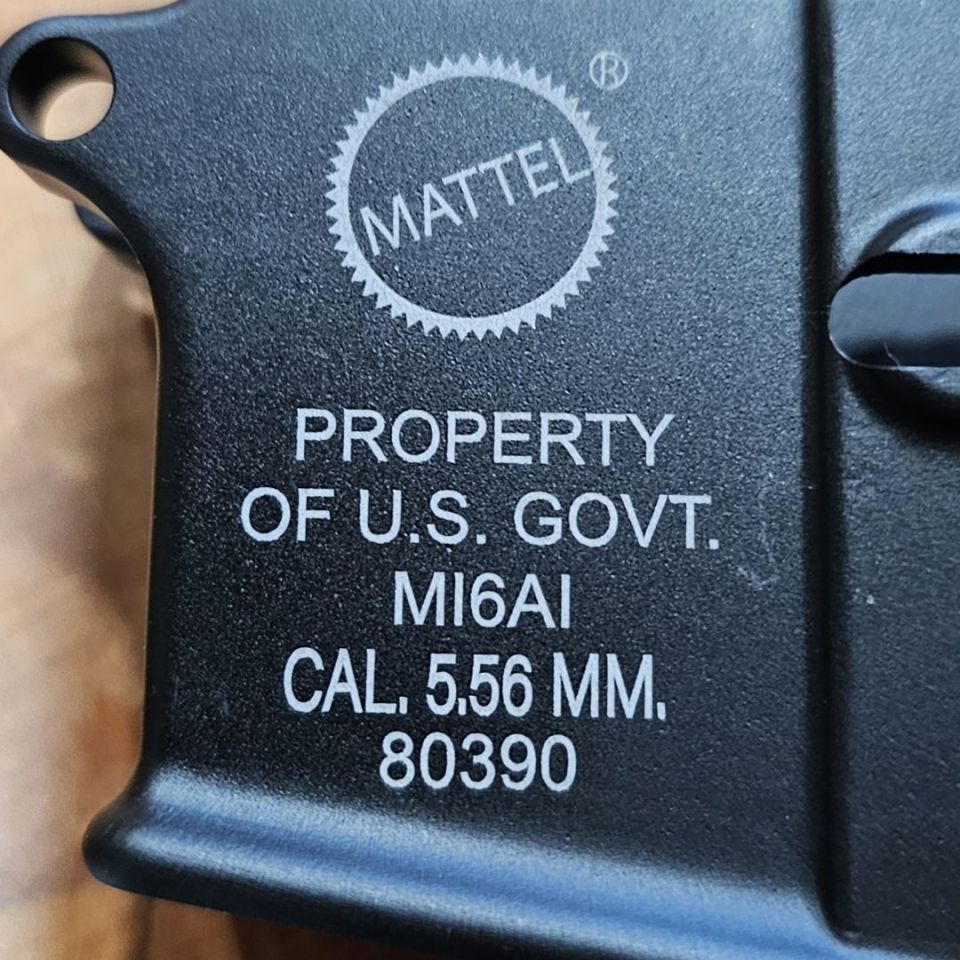 MATTEL ®
PROPERTY
OF U.S. GOVT.
MI6AI
CAL. 5.56 MM.
80390